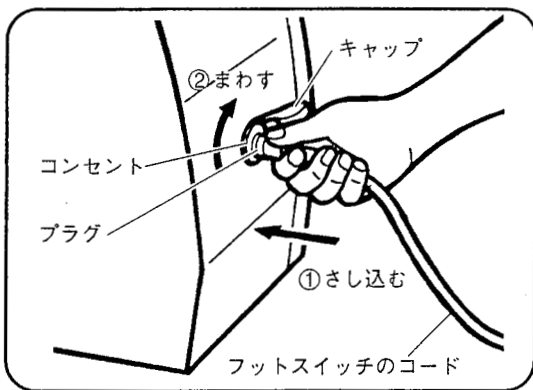 キャップ
②まわす
コンセント
プラグ
①さし込む
フットスイッチのコード